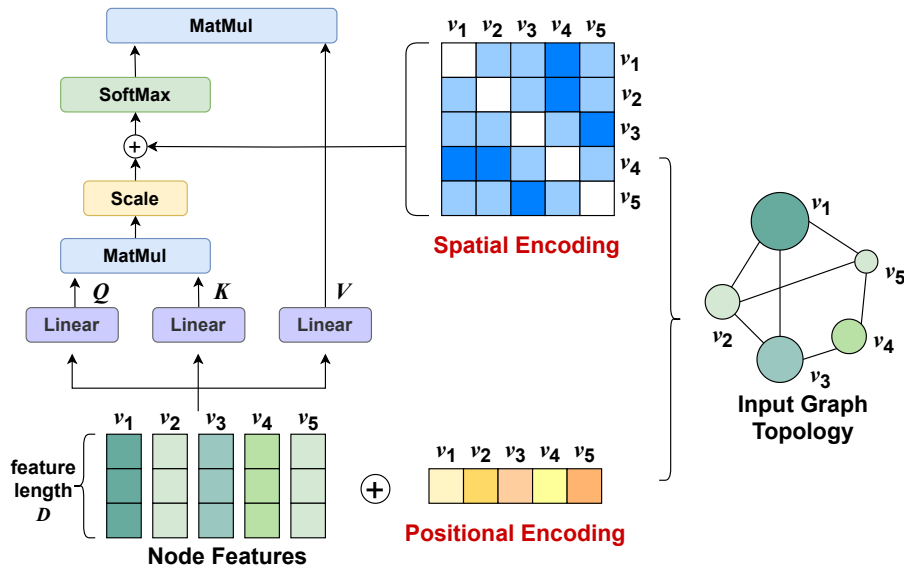 MatMul
SoftMax
+
Scale
MatMul
Q K V
Linear Linear Linear
v1 v2 v3 v4 v5
v1
v2
v3
v4
v5
Spatial Encoding
v1
v5
v2
v4
v3
Input Graph
Topology
v1 v2 v3 v4 v5
feature
length
D
Node Features
+
v1 v2 v3 v4 v5
Positional Encoding